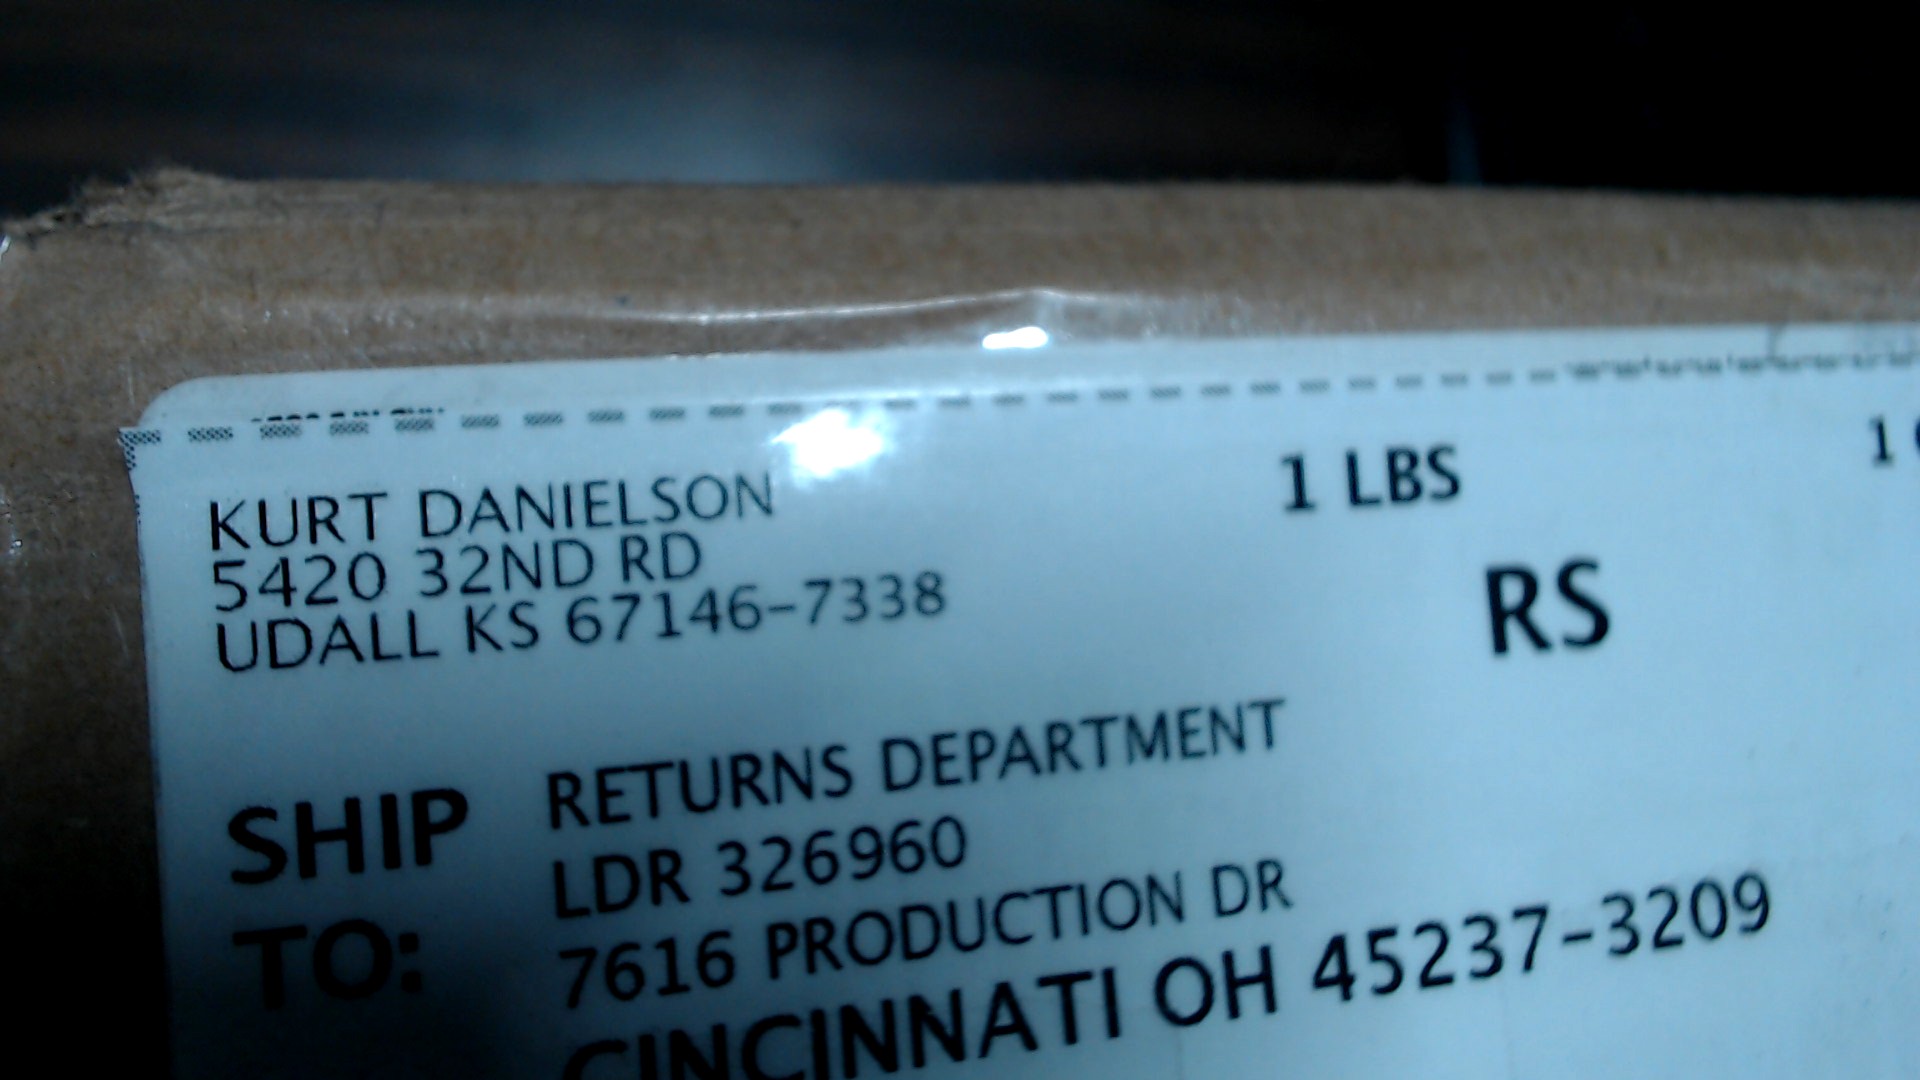 KURT DANIELSON
5420 32ND RD
UDALL KS 67146-7338
1 LBS
1
RS
SHIP
TO:
RETURNS DEPARTMENT
LDR 326960
7616 PRODUCTION DR
CINCINNATI OH 45237-3209